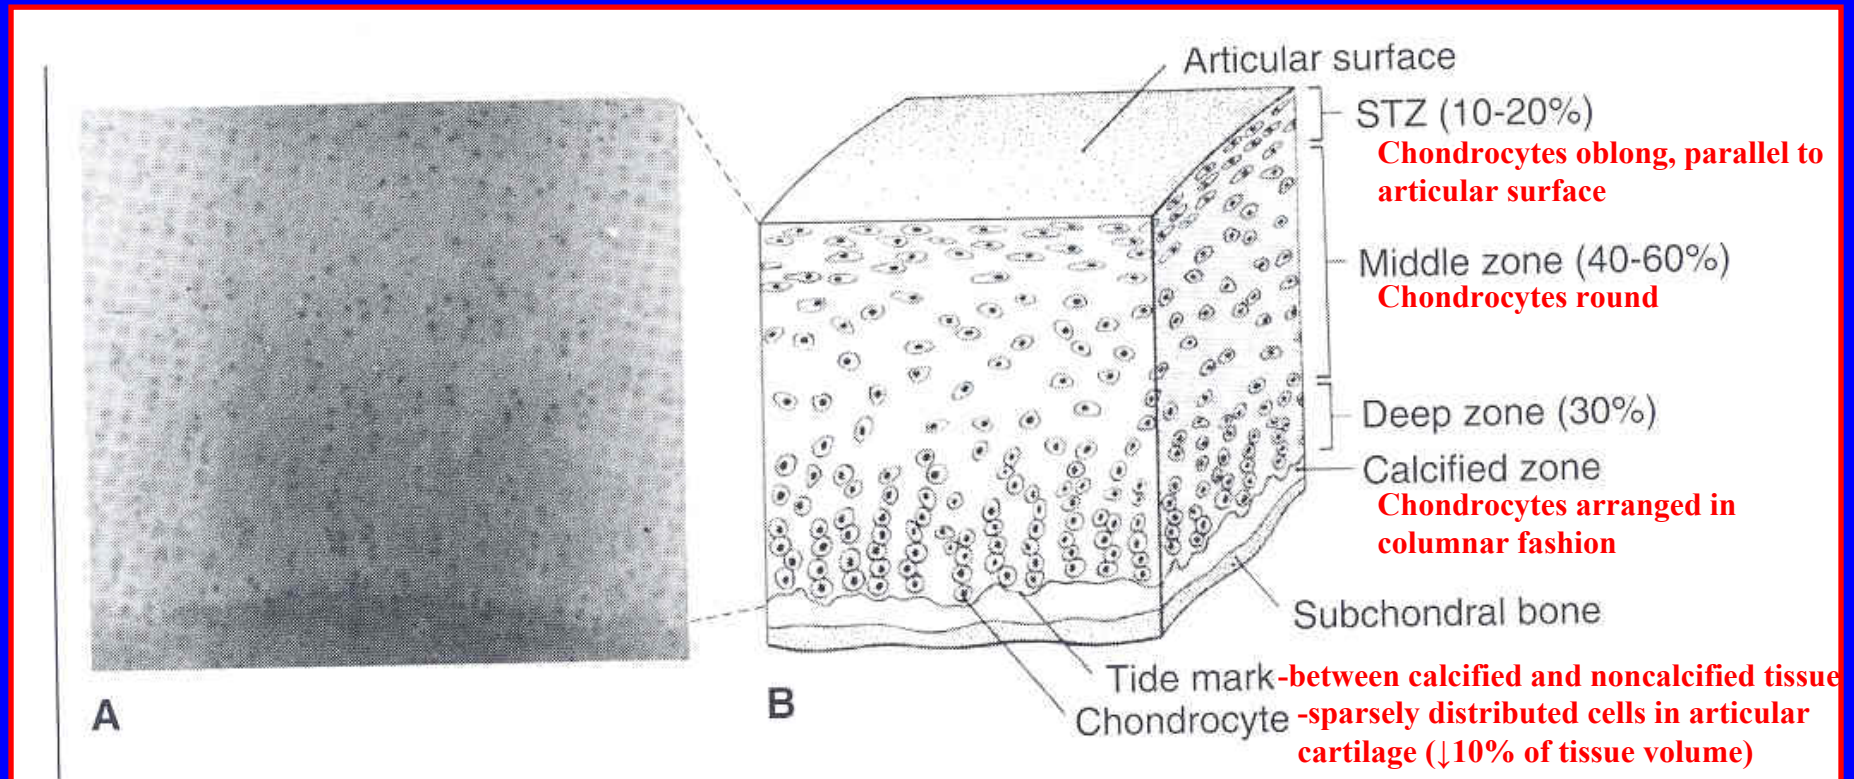 Articular surface
STZ (10-20%)
Chondrocytes oblong, parallel to
articular surface
Middle zone (40-60%)
Chondrocytes round
Deep zone (30%)
Calcified zone
Chondrocytes arranged in
columnar fashion
Subchondral bone
Tide mark-between calcified and noncalcified tissue
Chondrocyte -sparsely distributed cells in articular
cartilage (↓10% of tissue volume)
A
B